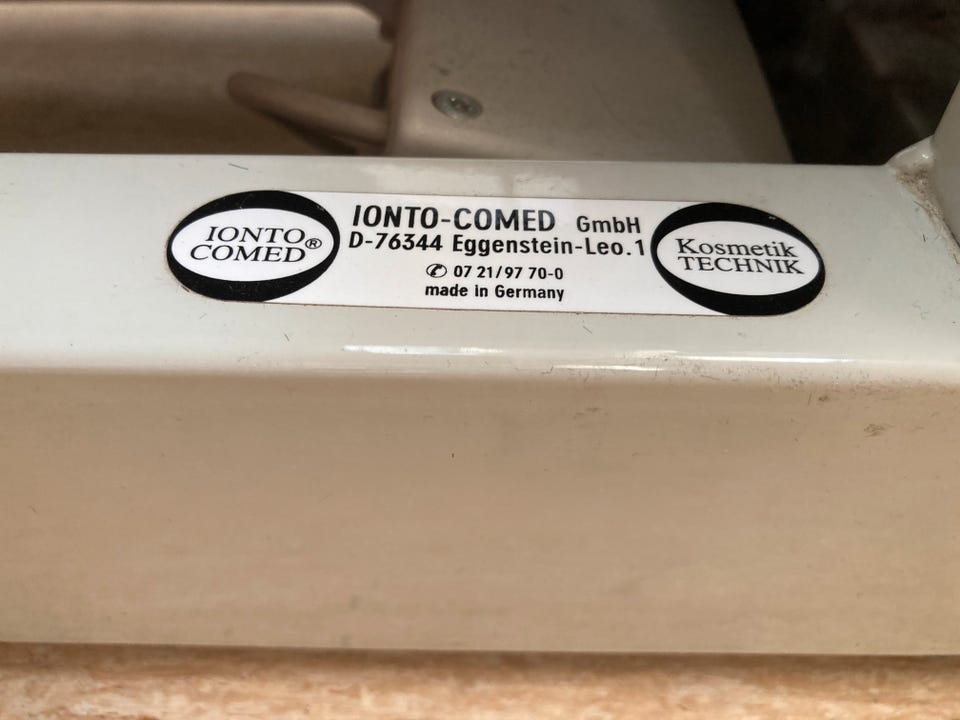 IONTO
COMED®
IONTO-COMED GmbH
D-76344 Eggenstein-Leo. 1
✆ 07 21/97 70-0
made in Germany
Kosmetik
TECHNIK